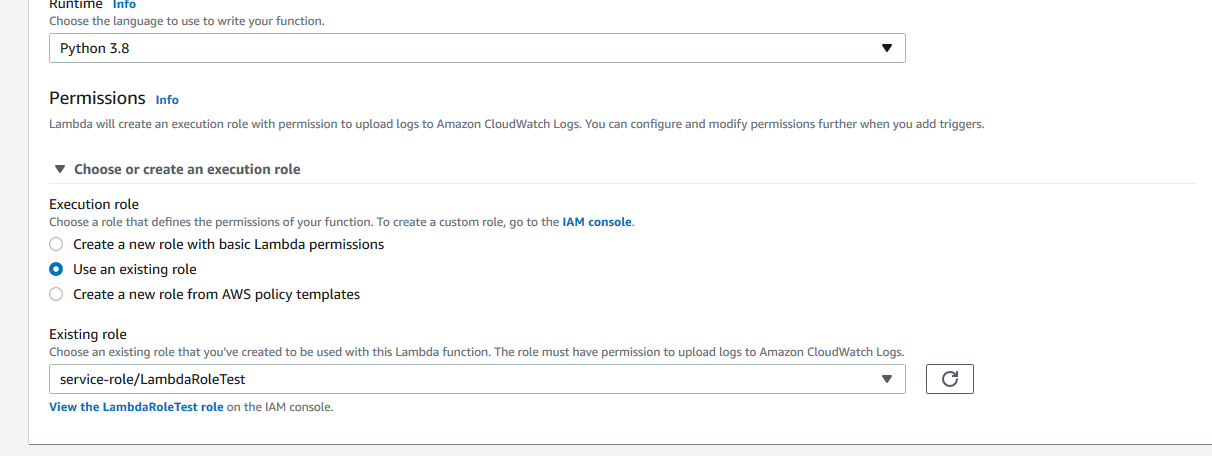 Runtime Info
Choose the language to use to write your function.
Python 3.8
Permissions Info
Lambda will create an execution role with permission to upload logs to Amazon CloudWatch Logs. You can configure and modify permissions further when you add triggers.
Choose or create an execution role
Execution role
Choose a role that defines the permissions of your function. To create a custom role, go to the IAM console.
Create a new role with basic Lambda permissions
Use an existing role
Create a new role from AWS policy templates
Existing role
Choose an existing role that you've created to be used with this Lambda function. The role must have permission to upload logs to Amazon CloudWatch Logs.
service-role/LambdaRoleTest
View the LambdaRoleTest role on the IAM console.